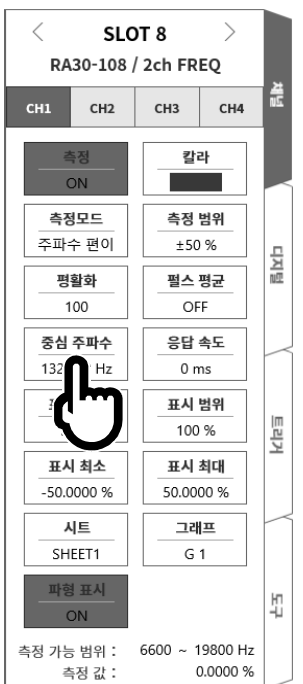 SLOT 8
RA30-108 / 2ch FREQ
CH1 CH2 CH3 CH4
측정 칼라
ON
측정모드 측정 범위
주파수 편이 ±50 %
평활화 펄스 평균
100 OFF
중심 주파수 응답 속도
Hz 0 ms
표시 범위
100 %
표시 최소 표시 최대
-50.0000 % 50.0000 %
시트 그래프
SHEET1 G 1
파형 표시
ON
측정 가능 범위 : 6600 ~ 19800 Hz
측정 값 : 0.0000 %
채널
디지털
트리거
도구